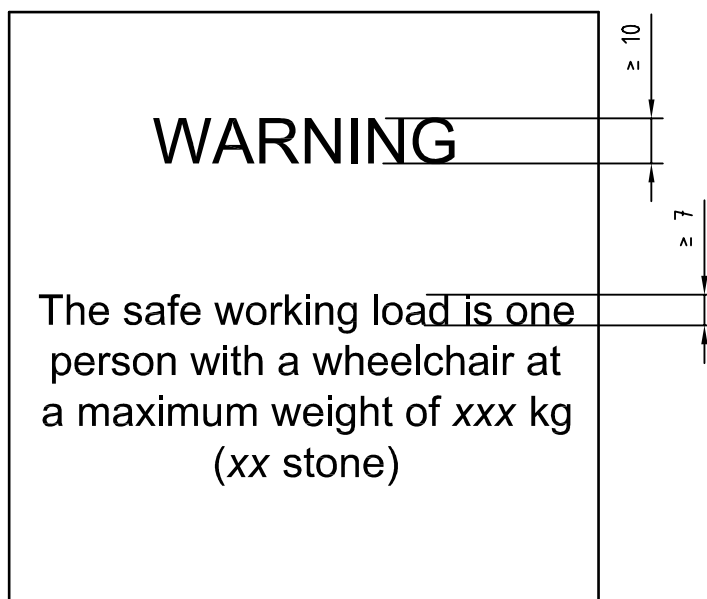 ≥ 10
WARNING
≥ 7
The safe working load is one
person with a wheelchair at
a maximum weight of xxx kg
(xx stone)